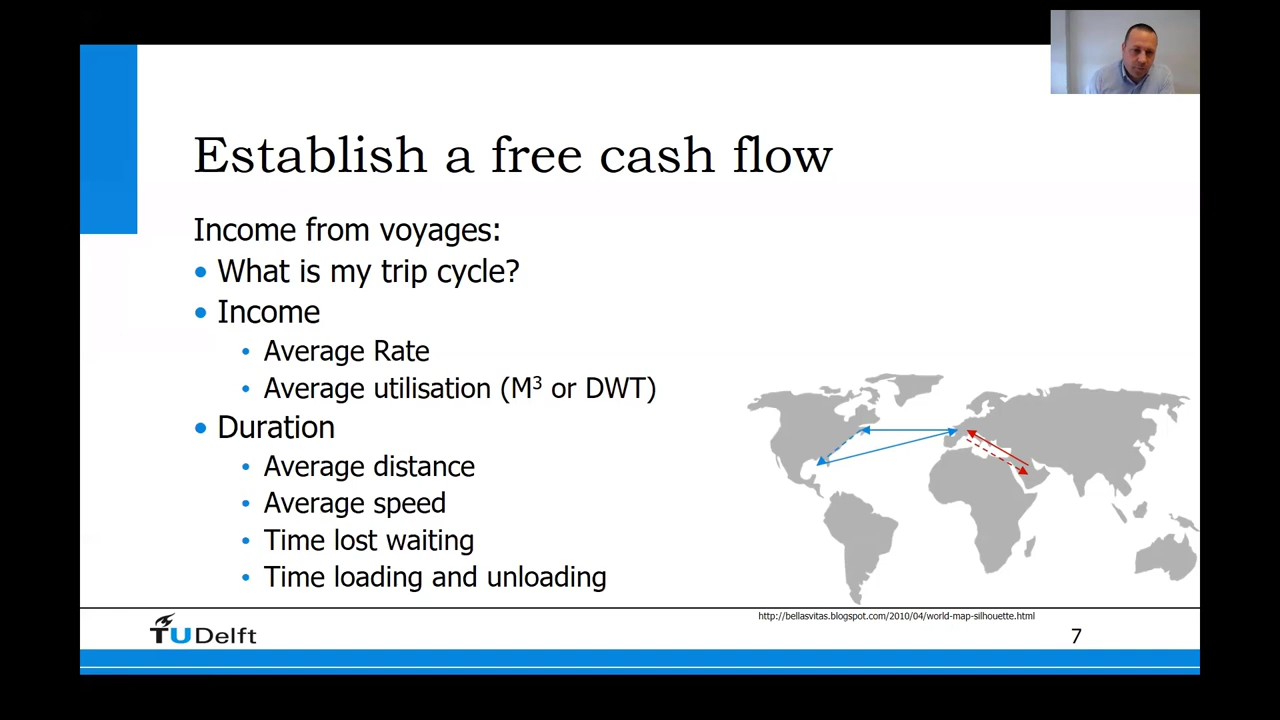 Establish a free cash flow
Income from voyages:
• What is my trip cycle?
• Income
• Average Rate
• Average utilisation (M³ or DWT)
• Duration
• Average distance
• Average speed
• Time lost waiting
• Time loading and unloading
http://bellasvitas.blogspot.com/2010/04/world-map-silhouette.html
TU Delft
7